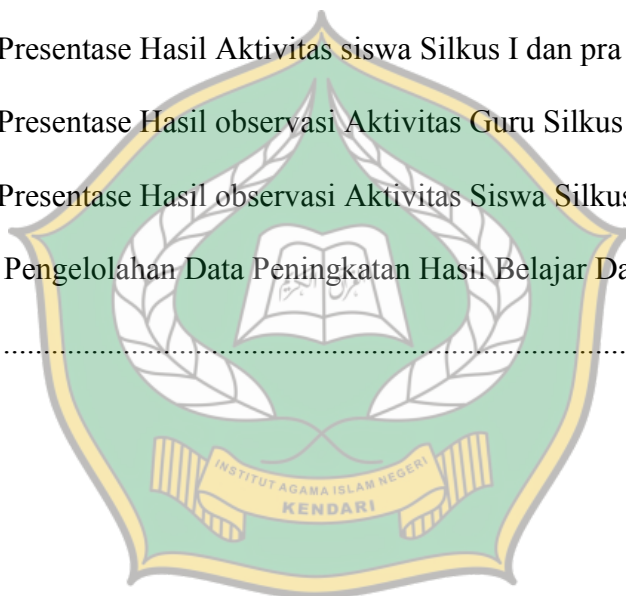 Presentase Hasil Aktivitas siswa Silkus I dan pra
Presentase Hasil observasi Aktivitas Guru Silkus
Presentase Hasil observasi Aktivitas Siswa Silkus
Pengelolahan Data Peningkatan Hasil Belajar Da
................................................................................
INSTITUT AGAMA ISLAM NEGERI
KENDARI